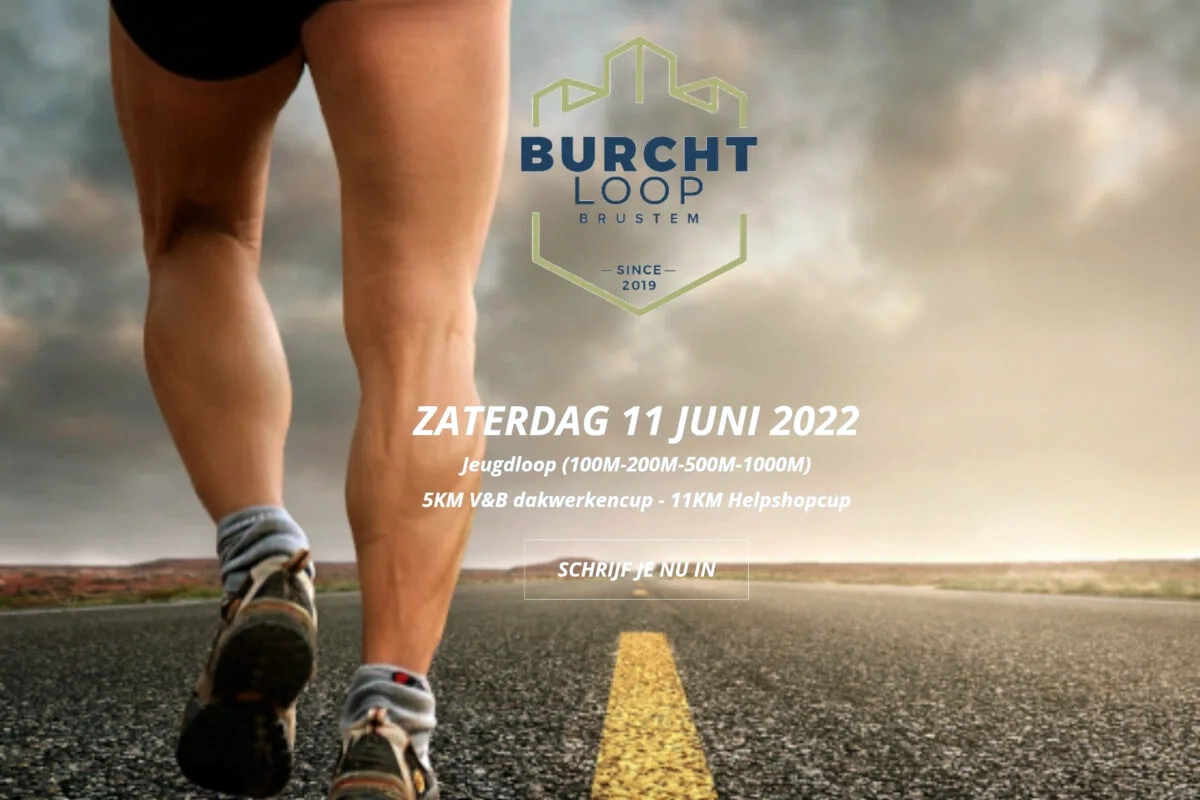 BURCHT
LOOP
BRUSTEM
SINCE
2019
ZATERDAG 11 JUNI 2022
Jeugdloop (100M-200M-500M-1000M)
5KM V&B dakwerkencup - 11KM Helpshopcup
SCHRIJF JE NU IN